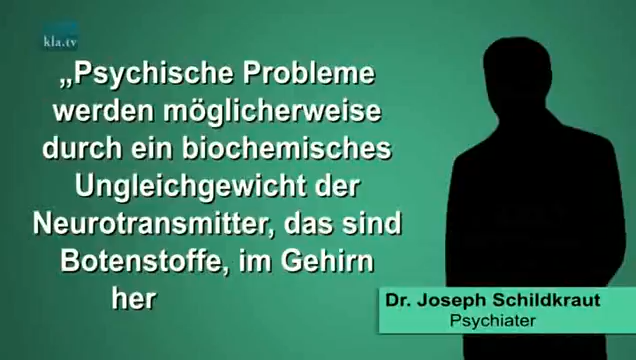 kla.tv
„Psychische Probleme
werden möglicherweise
durch ein biochemisches
Ungleichgewicht der
Neurotransmitter, das sind
Botenstoffe, im Gehirn
her
Dr. Joseph Schildkraut
Psychiater